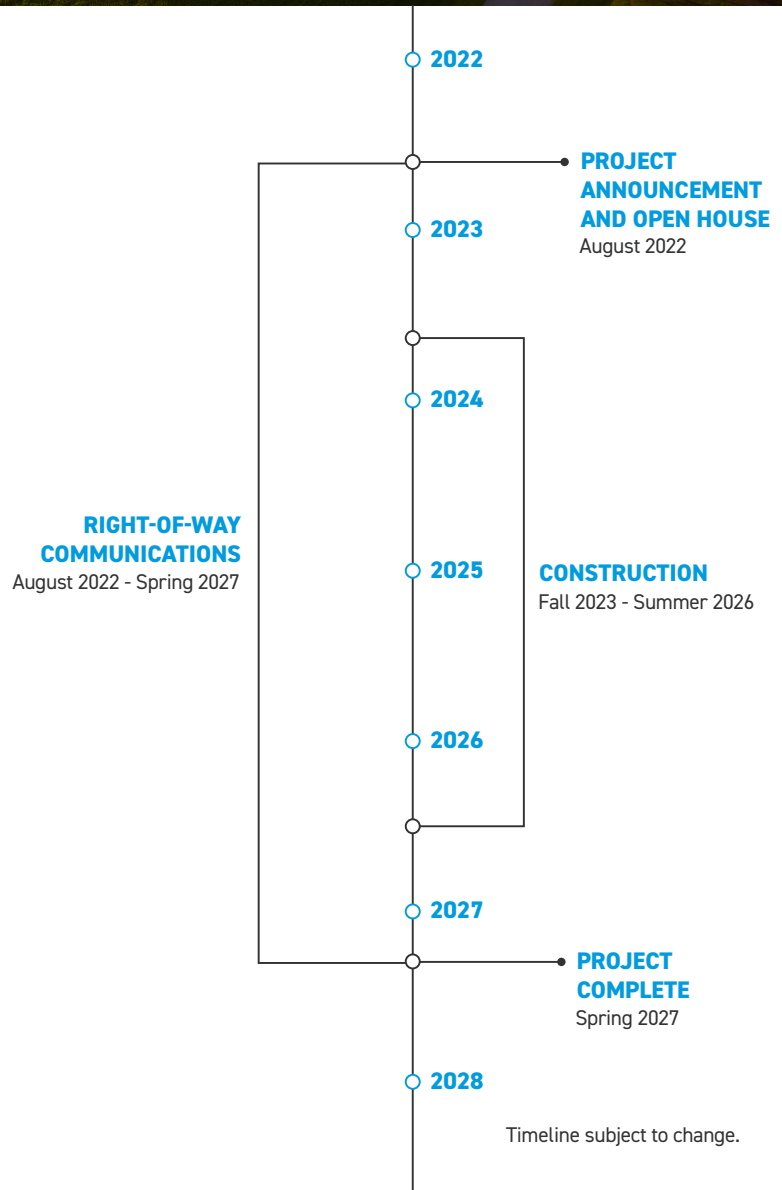 2022
PROJECT
ANNOUNCEMENT
AND OPEN HOUSE
August 2022
2023
2024
RIGHT-OF-WAY
COMMUNICATIONS
August 2022 - Spring 2027
2025
CONSTRUCTION
Fall 2023 - Summer 2026
2026
2027
PROJECT
COMPLETE
Spring 2027
2028
Timeline subject to change.